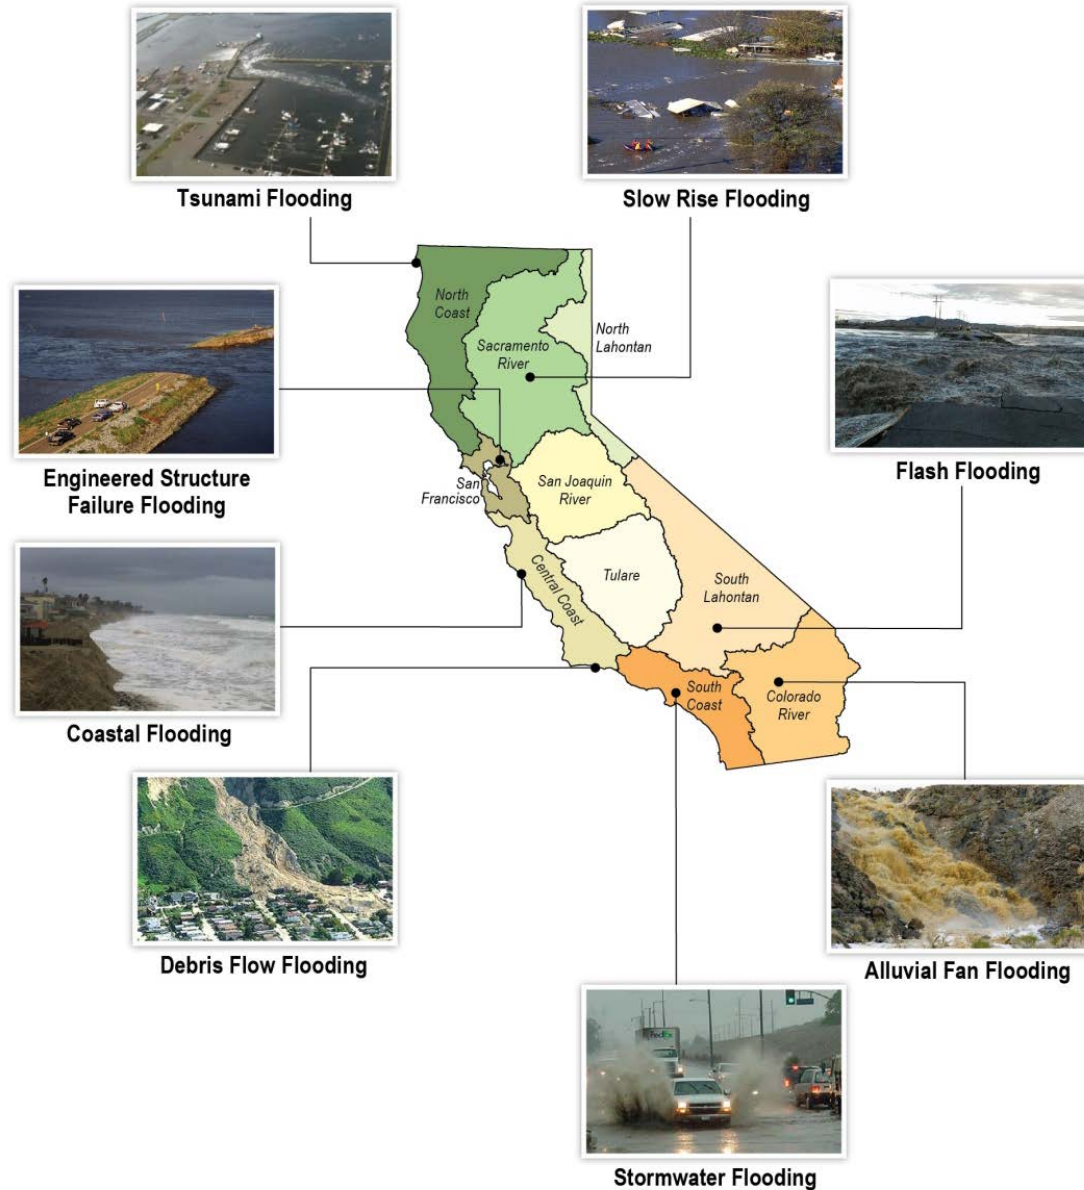 Tsunami Flooding
Slow Rise Flooding
North
Coast
Sacramento
River
North
Lahontan
Engineered Structure
Failure Flooding
San
Francisco
San Joaquin
River
Flash Flooding
Central Coast
Tulare
South
Lahontan
Coastal Flooding
South
Coast
Colorado
River
Debris Flow Flooding
Alluvial Fan Flooding
FedEx
Stormwater Flooding